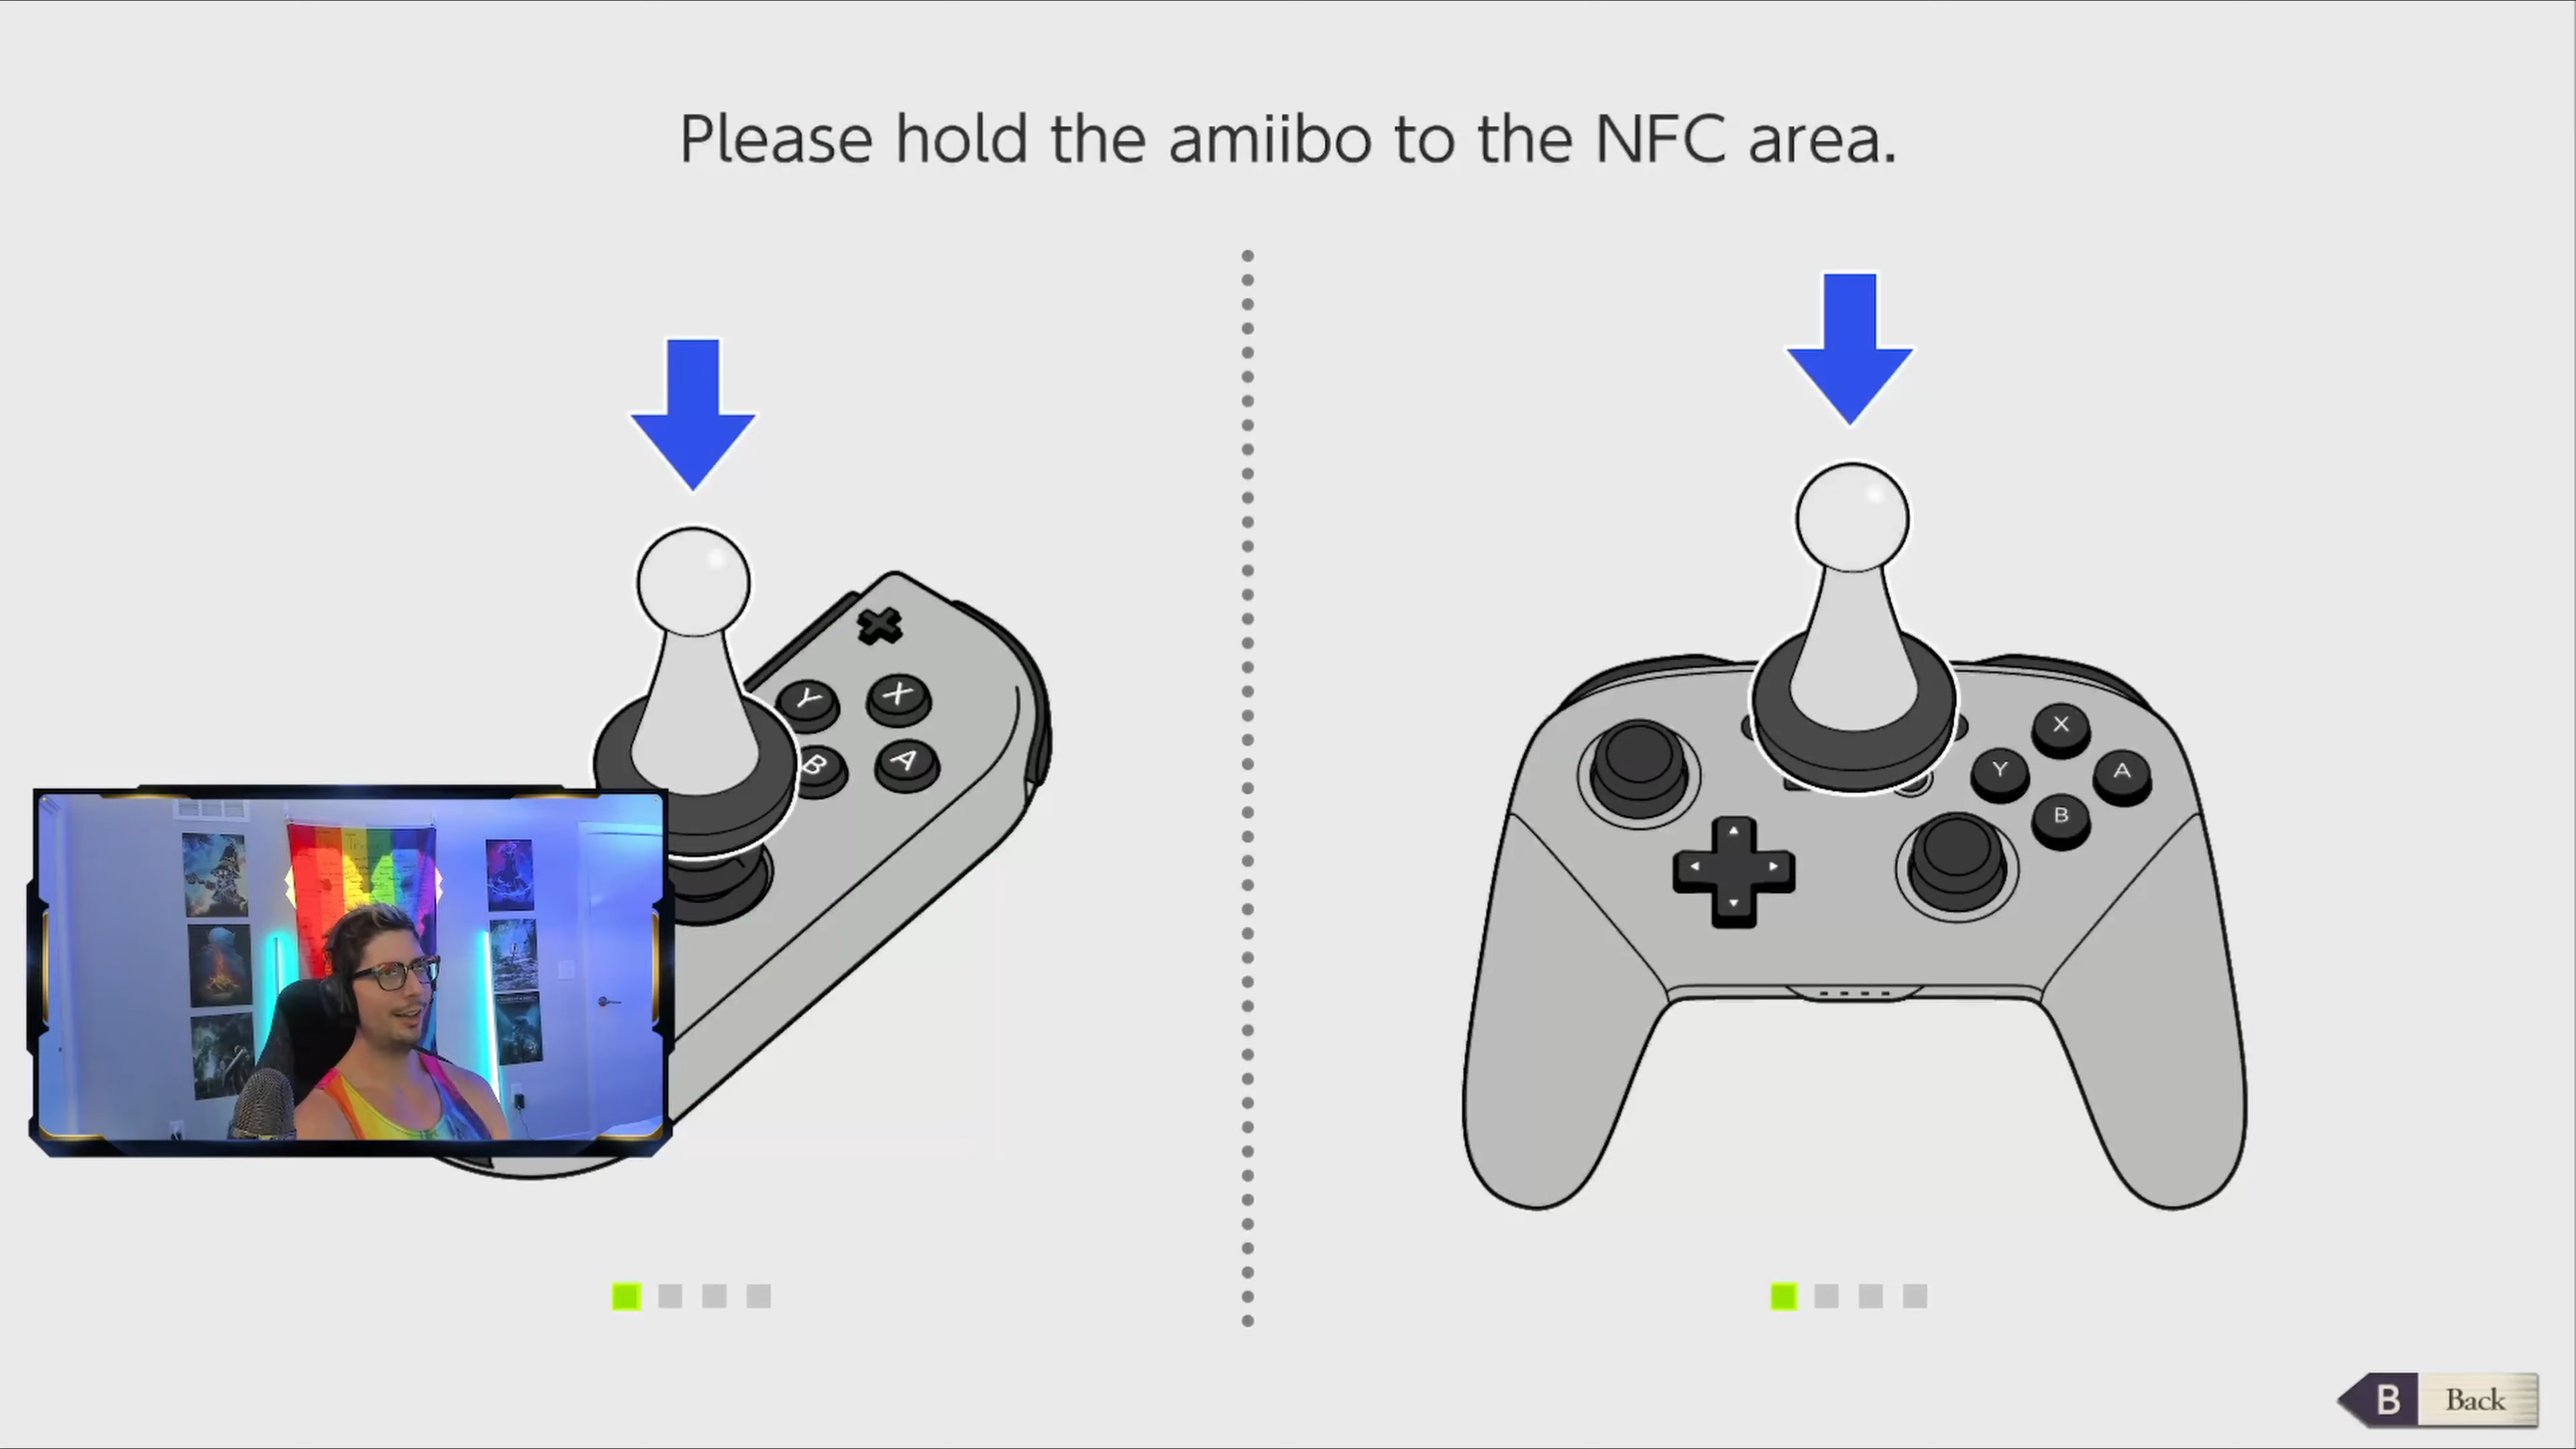 Please hold the amiibo to the NFC area.
Y X
B A
X
Y A
B
B Back